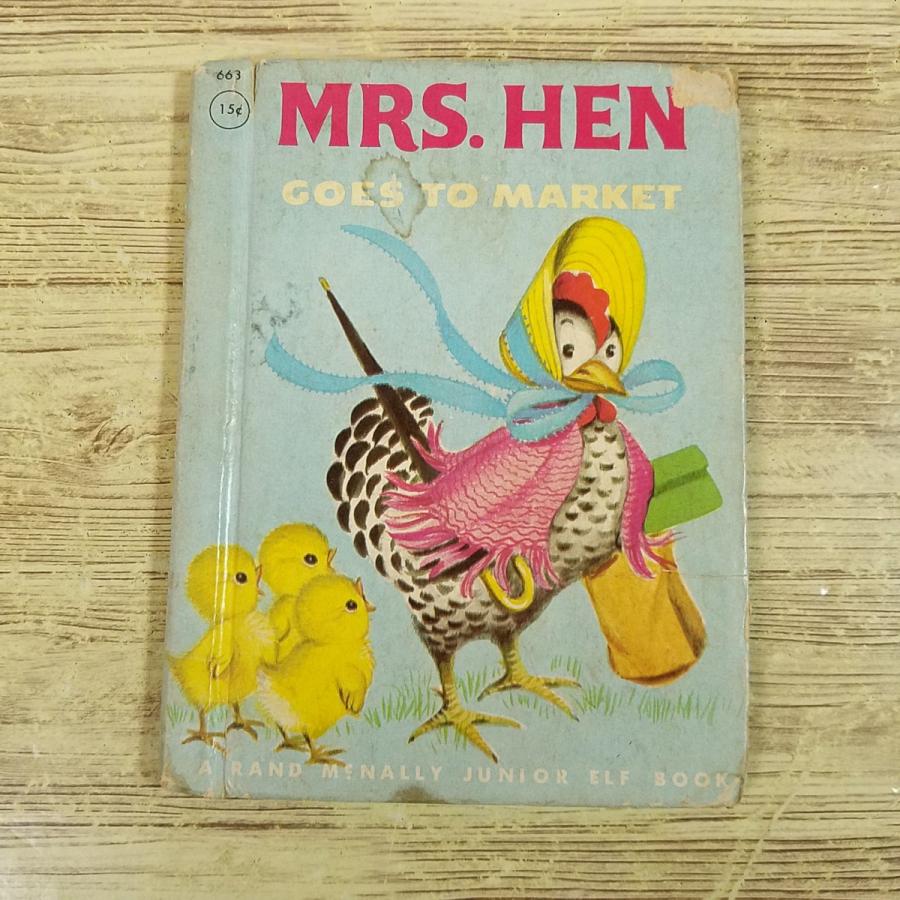 663
15¢
MRS. HEN
GOES TO MARKET
A RAND McNALLY JUNIOR ELF BOOK